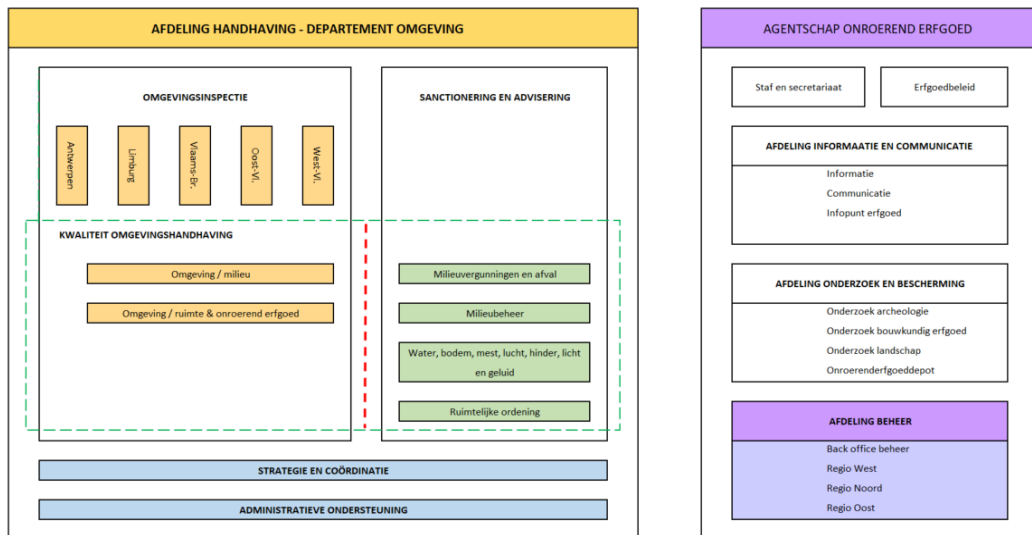 AFDELING HANDHAVING - DEPARTEMENT OMGEVING
OMGEVINGSINSPECTIE
Antwerpen
Limburg
Vlaams-Br.
Oost-Vl.
West-Vl.
KWALITEIT OMGEVINGSHANDHAVING
Omgeving / milieu
Omgeving / ruimte & onroerend erfgoed
SANCTIONERING EN ADVISERING
Milieuvergunningen en afval
Milieubeheer
Water, bodem, mest, lucht, hinder, licht
en geluid
Ruimtelijke ordening
STRATEGIE EN COÖRDINATIE
ADMINISTRATIEVE ONDERSTEUNING
AGENTSCHAP ONROEREND ERFGOED
Staf en secretariaat
Erfgoedbeleid
AFDELING INFORMAATIE EN COMMUNICATIE
Informatie
Communicatie
Infopunt erfgoed
AFDELING ONDERZOEK EN BESCHERMING
Onderzoek archeologie
Onderzoek bouwkundig erfgoed
Onderzoek landschap
Onroerenderfgoeddepot
AFDELING BEHEER
Back office beheer
Regio West
Regio Noord
Regio Oost